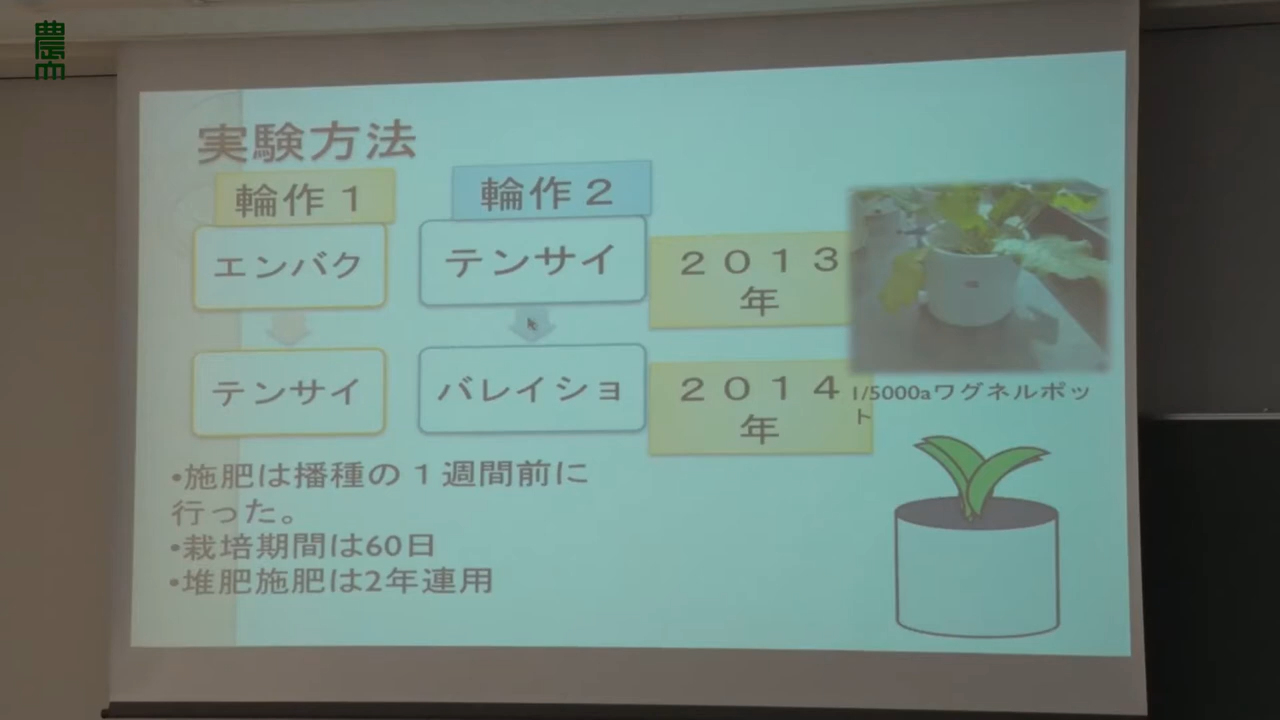 実験方法
輪作１
輪作２
エンバク
テンサイ
２０１３
年
テンサイ
バレイショ
２０１４
年
1/5000aワグネルポッ
ト
•施肥は播種の１週間前に
行った。
•栽培期間は60日
•堆肥施肥は2年連用